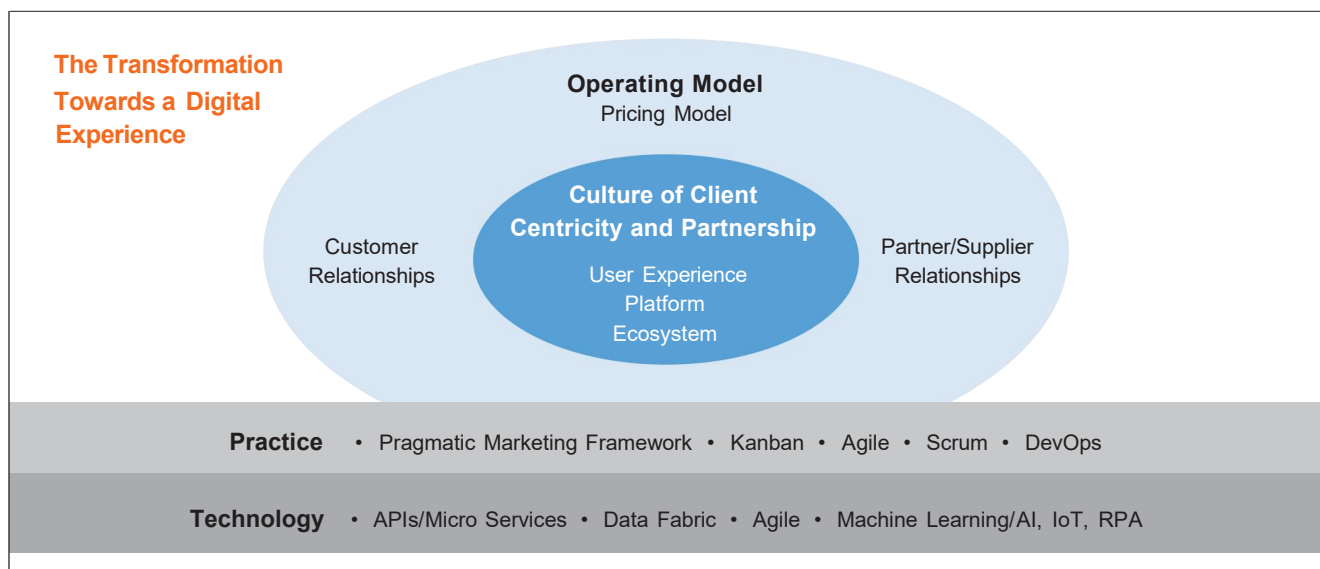 The Transformation
Towards a Digital
Experience
Operating Model
Pricing Model
Culture of Client
Centricity and Partnership
User Experience
Platform
Ecosystem
Customer
Relationships
Partner/Supplier
Relationships
Practice • Pragmatic Marketing Framework • Kanban • Agile • Scrum • DevOps
Technology • APIs/Micro Services • Data Fabric • Agile • Machine Learning/AI, IoT, RPA